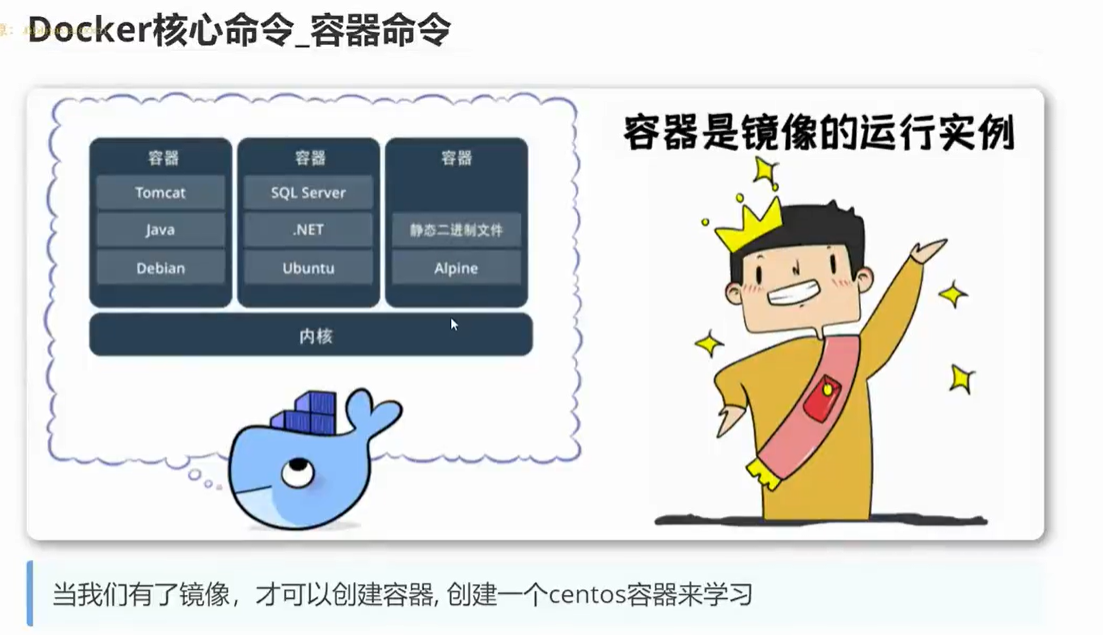 Docker核心命令_容器命令
容器是镜像的运行实例
容器
Tomcat
Java
Debian
容器
SQL Server
.NET
Ubuntu
容器
静态二进制文件
Alpine
内核
当我们有了镜像，才可以创建容器, 创建一个centos容器来学习